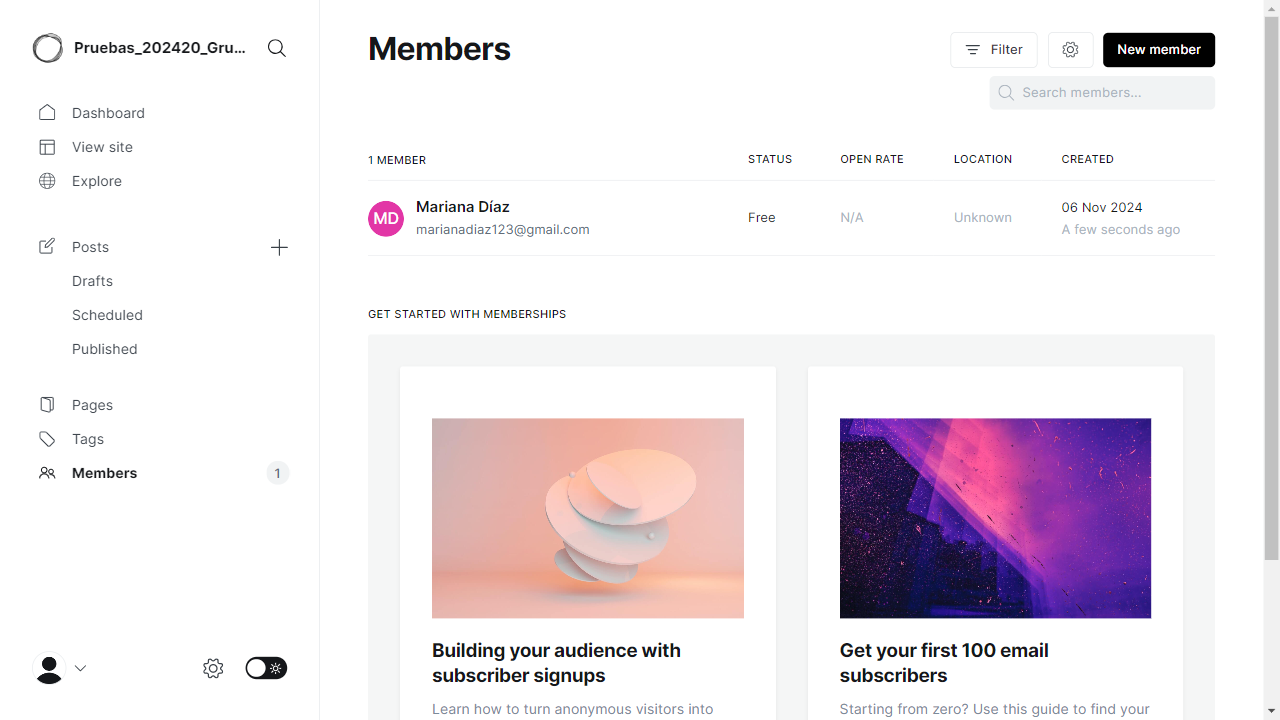 Pruebas_202420_Gru...
Dashboard
View site
Explore
Posts
Drafts
Scheduled
Published
Pages
Tags
Members
1
Members
Filter
New member
Search members...
1 MEMBER STATUS OPEN RATE LOCATION CREATED
MD
Mariana Díaz
marianadiaz123@gmail.com
Free
N/A
Unknown
06 Nov 2024
A few seconds ago
GET STARTED WITH MEMBERSHIPS
Building your audience with
subscriber signups
Learn how to turn anonymous visitors into
Get your first 100 email
subscribers
Starting from zero? Use this guide to find your